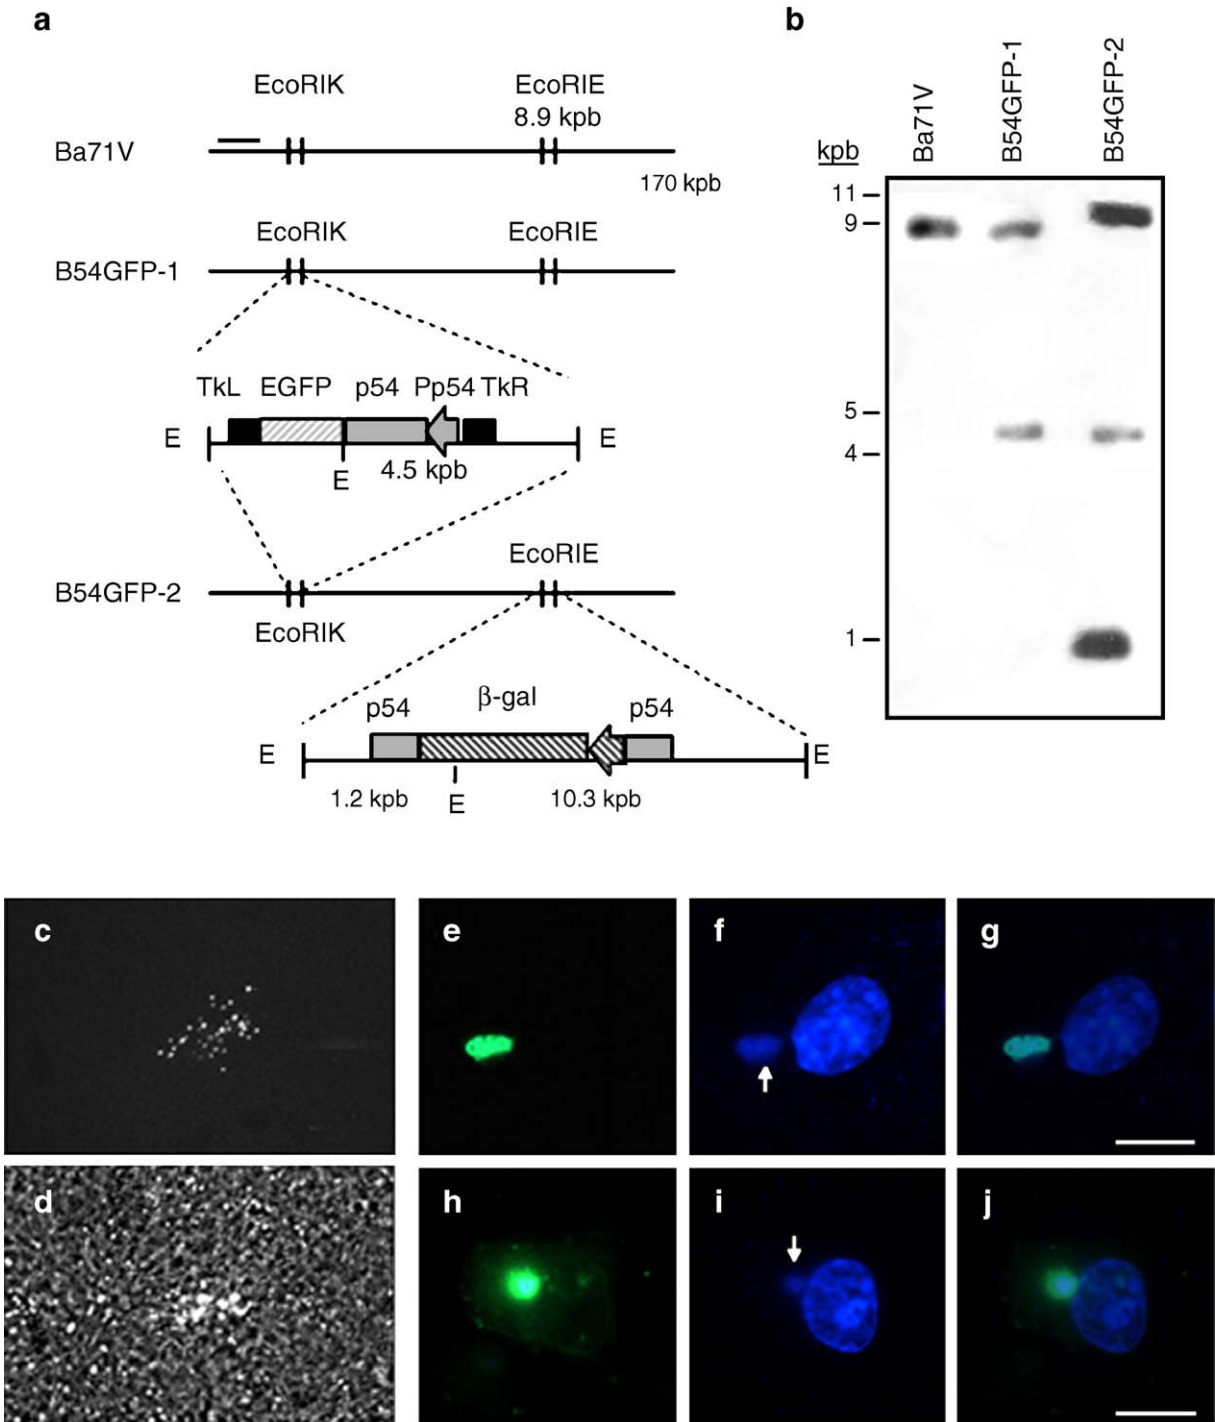 a
EcoRIK
EcoRIE
8.9 kpb
Ba71V
170 kpb
EcoRIK
EcoRIE
B54GFP-1
TkL EGFP p54 Pp54 TkR
E
E
E
4.5 kpb
EcoRIE
B54GFP-2
EcoRIK
p54
β-gal
p54
E
E
1.2 kpb
E
10.3 kpb
b
kpb
Ba71V
B54GFP-1
B54GFP-2
11
9
5
4
1
c
e
f
g
d
h
i
j